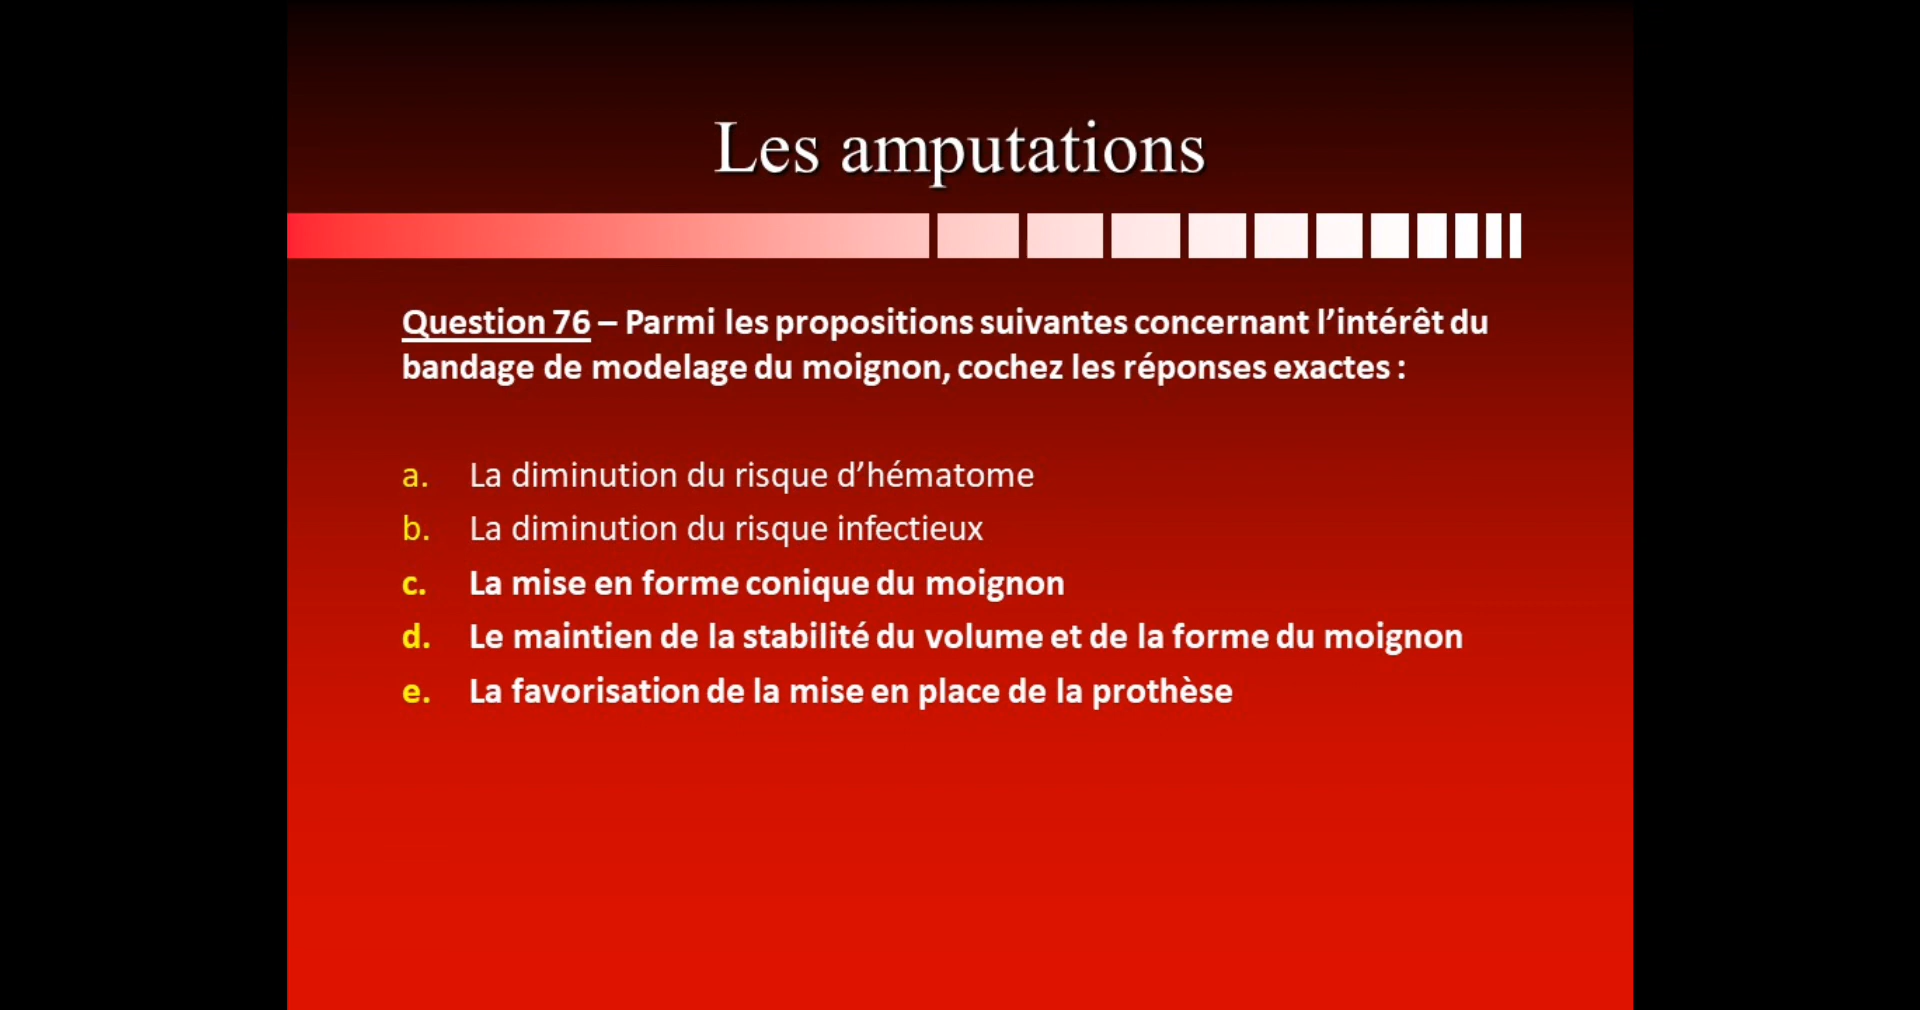 Les amputations
Question 76 – Parmi les propositions suivantes concernant l’intérêt du
bandage de modelage du moignon, cochez les réponses exactes :
a. La diminution du risque d’hématome
b. La diminution du risque infectieux
c. La mise en forme conique du moignon
d. Le maintien de la stabilité du volume et de la forme du moignon
e. La favorisation de la mise en place de la prothèse